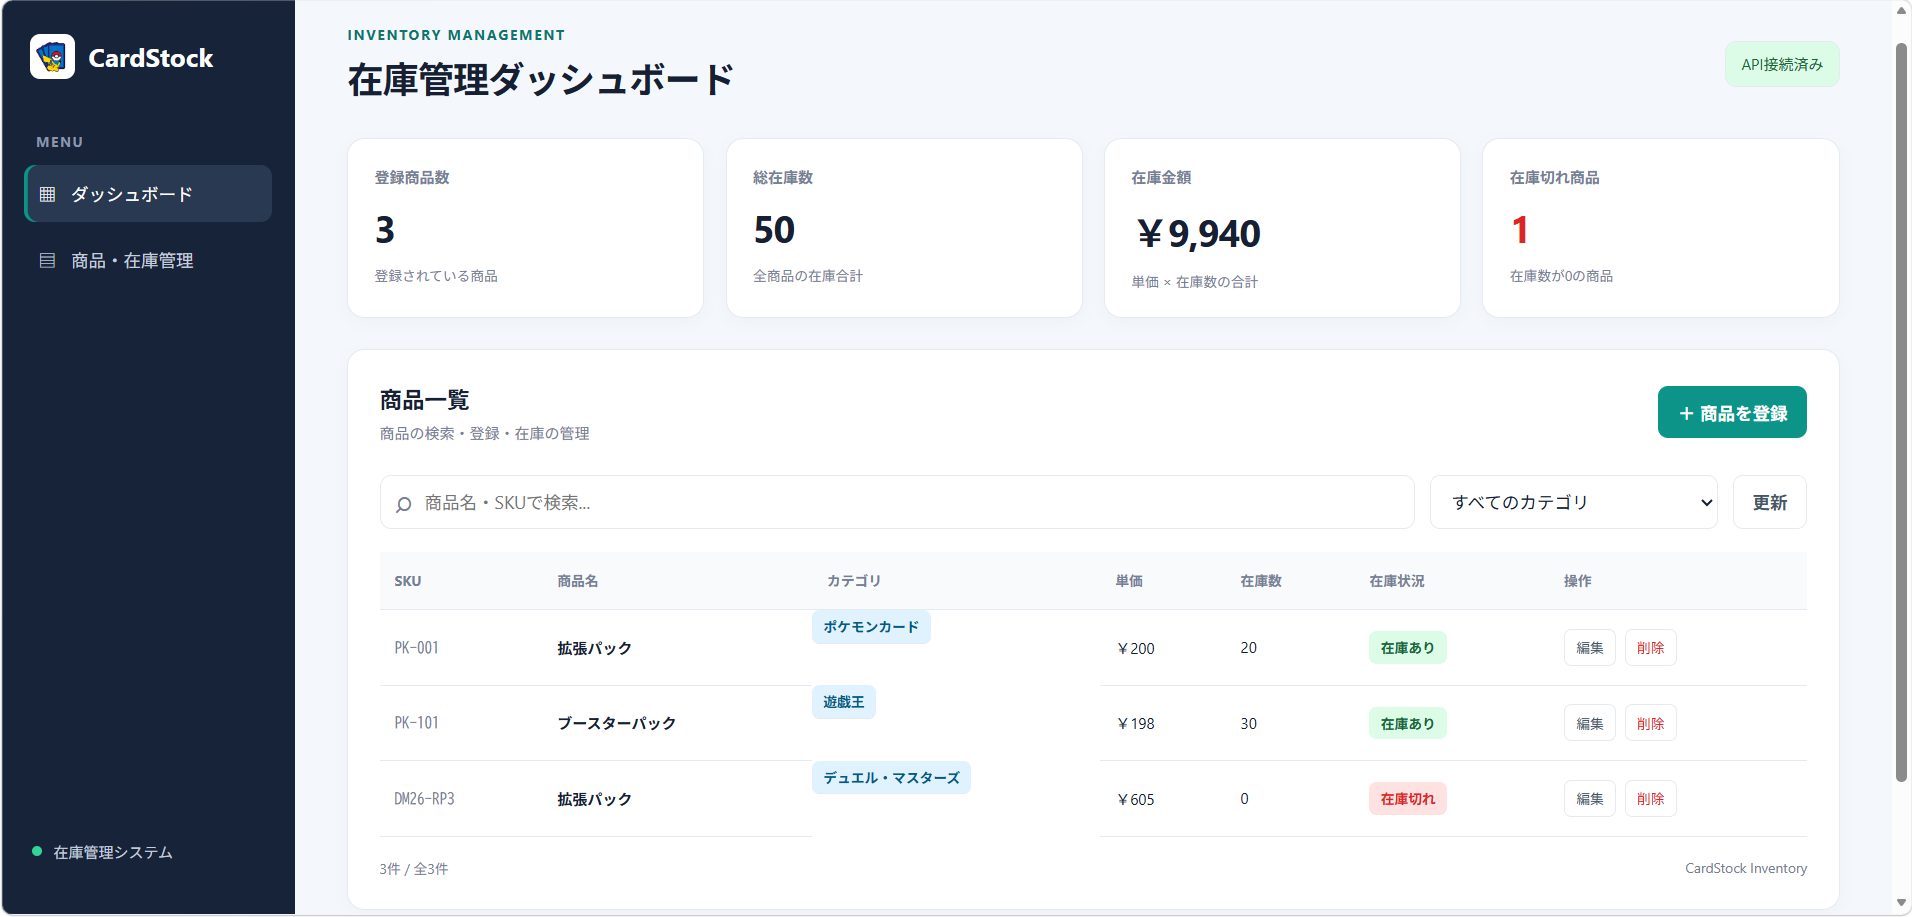 CardStock
MENU
ダッシュボード
商品・在庫管理
在庫管理システム
INVENTORY MANAGEMENT
在庫管理ダッシュボード
API接続済み
登録商品数
3
登録されている商品
総在庫数
50
全商品の在庫合計
在庫金額
￥9,940
単価 × 在庫数の合計
在庫切れ商品
1
在庫数が0の商品
商品一覧
商品の検索・登録・在庫の管理
＋ 商品を登録
商品名・SKUで検索...
すべてのカテゴリ
更新
SKU 商品名 カテゴリ 単価 在庫数 在庫状況 操作
PK-001 拡張パック ポケモンカード ￥200 20 在庫あり 編集 削除
PK-101 ブースターパック 遊戯王 ￥198 30 在庫あり 編集 削除
DM26-RP3 拡張パック デュエル・マスターズ ￥605 0 在庫切れ 編集 削除
3件 / 全3件
CardStock Inventory